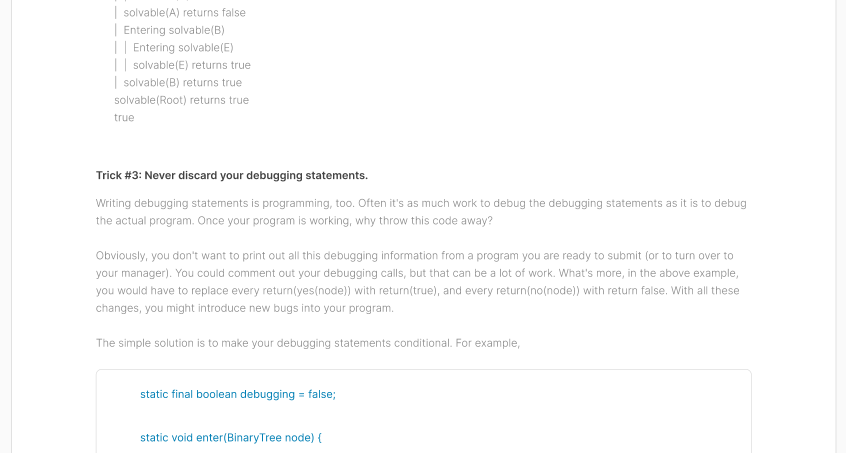 | solvable(A) returns false
| Entering solvable(B)
| | Entering solvable(E)
| | solvable(E) returns true
| solvable(B) returns true
solvable(Root) returns true
true
Trick #3: Never discard your debugging statements.
Writing debugging statements is programming, too. Often it's as much work to debug the debugging statements as it is to debug
the actual program. Once your program is working, why throw this code away?
Obviously, you don't want to print out all this debugging information from a program you are ready to submit (or to turn over to
your manager). You could comment out your debugging calls, but that can be a lot of work. What's more, in the above example,
you would have to replace every return(yes(node)) with return(true), and every return(no(node)) with return false. With all these
changes, you might introduce new bugs into your program.
The simple solution is to make your debugging statements conditional. For example,
static final boolean debugging = false;
static void enter(BinaryTree node) {